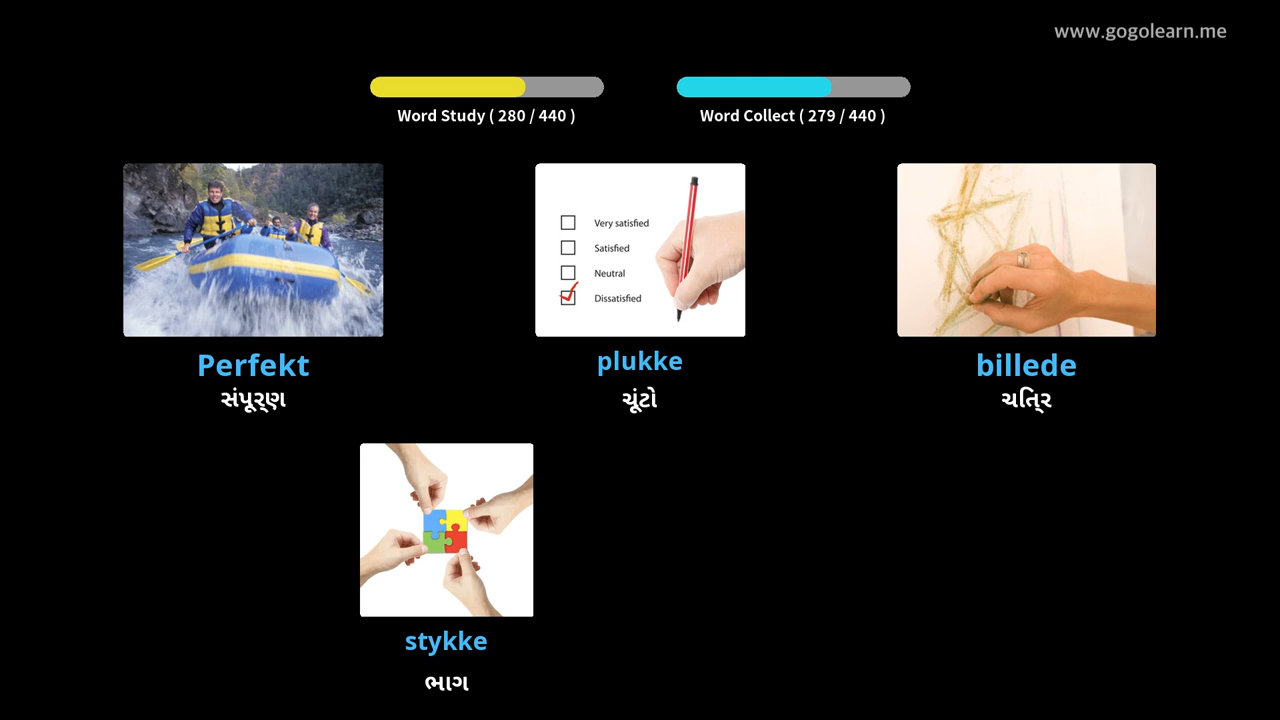 www.gogolearn.me
Word Study ( 280 / 440 )
Word Collect ( 279 / 440 )
Very satisfied
Satisfied
Neutral
Dissatisfied
Perfekt
plukke
billede
સંપૂર્ણ
ચૂંટો
ચિત્ર
stykke
ભાગ